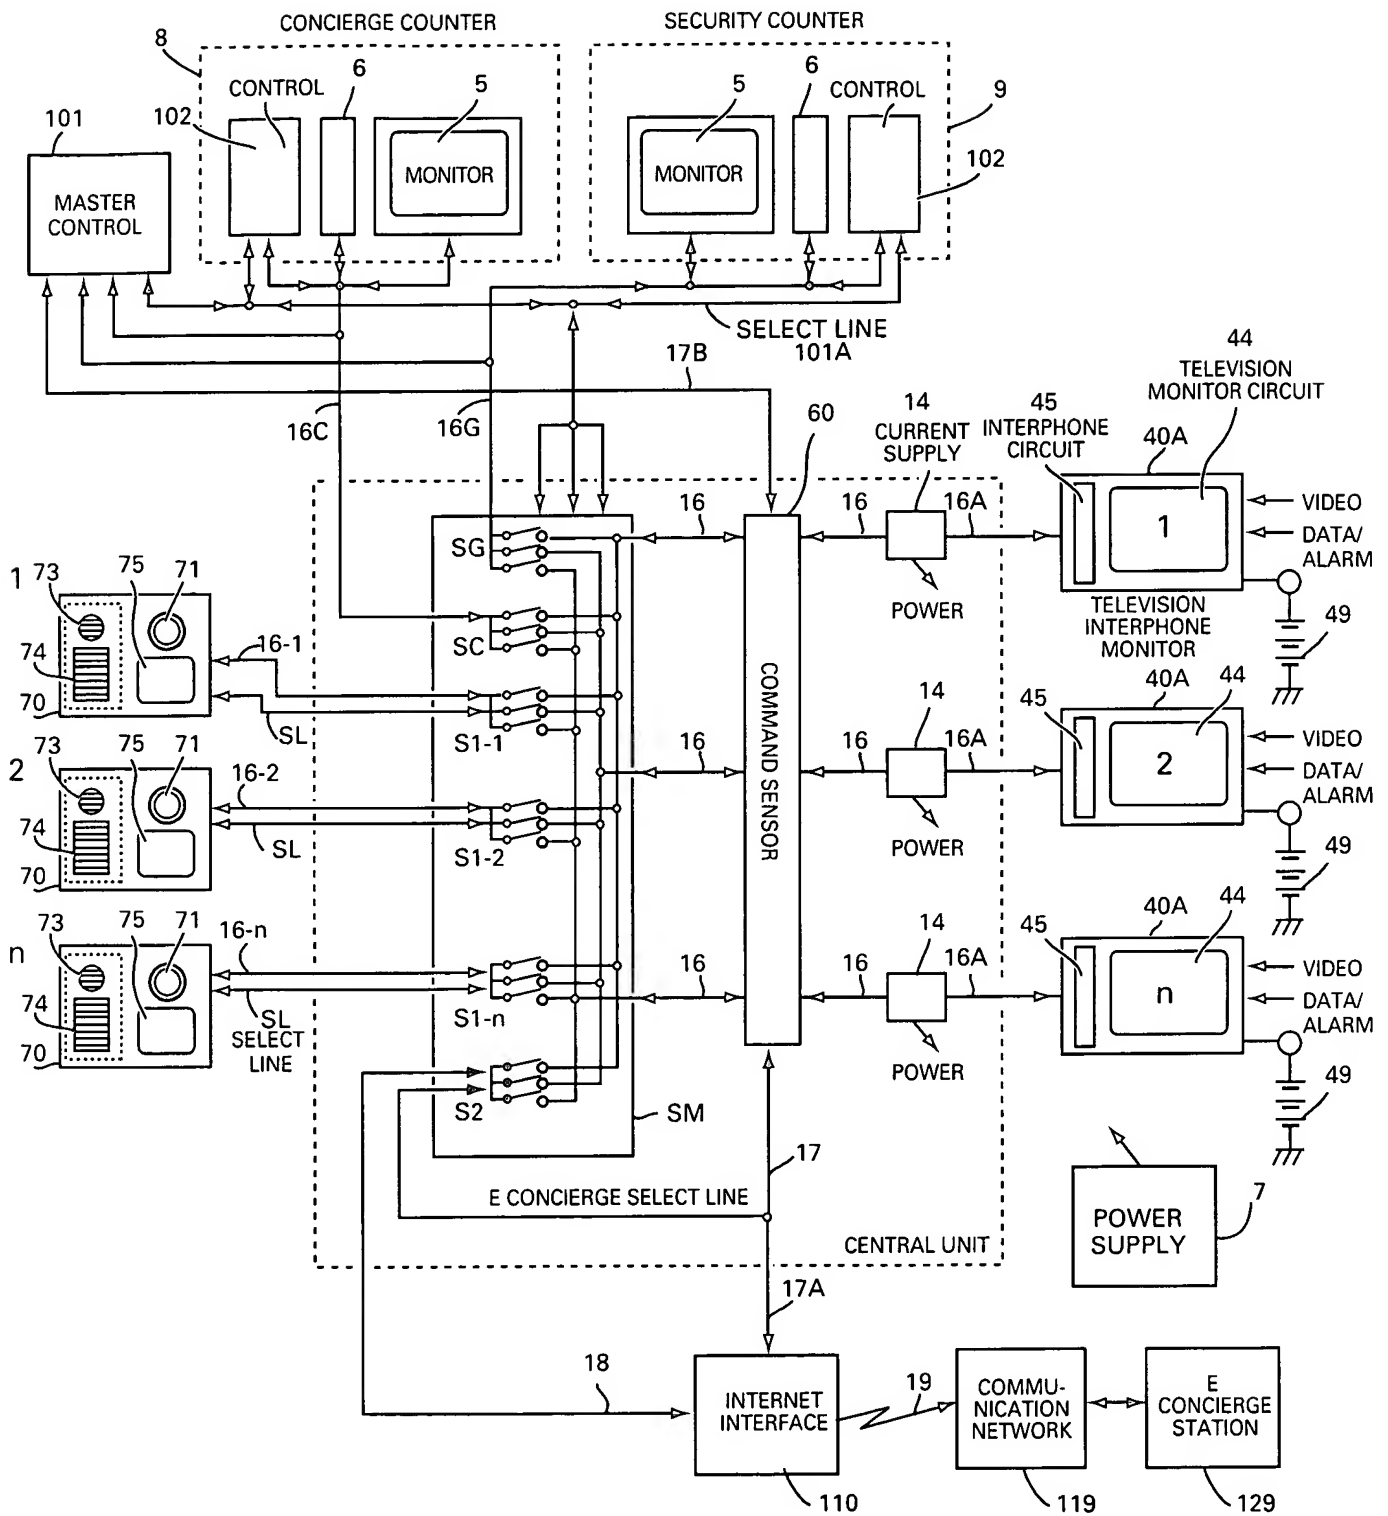 CONCIERGE COUNTER
SECURITY COUNTER
8
6
5
5
6
9
CONTROL
CONTROL
101
102
102
MASTER
CONTROL
MONITOR
MONITOR
SELECT LINE
101A
17B
16C
16G
44
TELEVISION
MONITOR CIRCUIT
60
14
CURRENT
SUPPLY
45
INTERPHONE
CIRCUIT
40A
16
16
16A
1
VIDEO
DATA/
ALARM
POWER
TELEVISION
INTERPHONE
MONITOR
49
SG
SC
S1-1
S1-2
S1-n
S2
SM
1
73
75
71
74
70
16-1
SL
2
73
75
71
74
70
16-2
SL
n
73
75
71
74
70
16-n
SL
SELECT
LINE
COMMAND SENSOR
16
16
14
16A
POWER
45
40A
44
2
VIDEO
DATA/
ALARM
49
16
16
14
16A
POWER
45
40A
44
n
VIDEO
DATA/
ALARM
49
17
E CONCIERGE SELECT LINE
CENTRAL UNIT
7
POWER
SUPPLY
17A
18
INTERNET
INTERFACE
110
19
COMMU-
NICATION
NETWORK
119
E
CONCIERGE
STATION
129